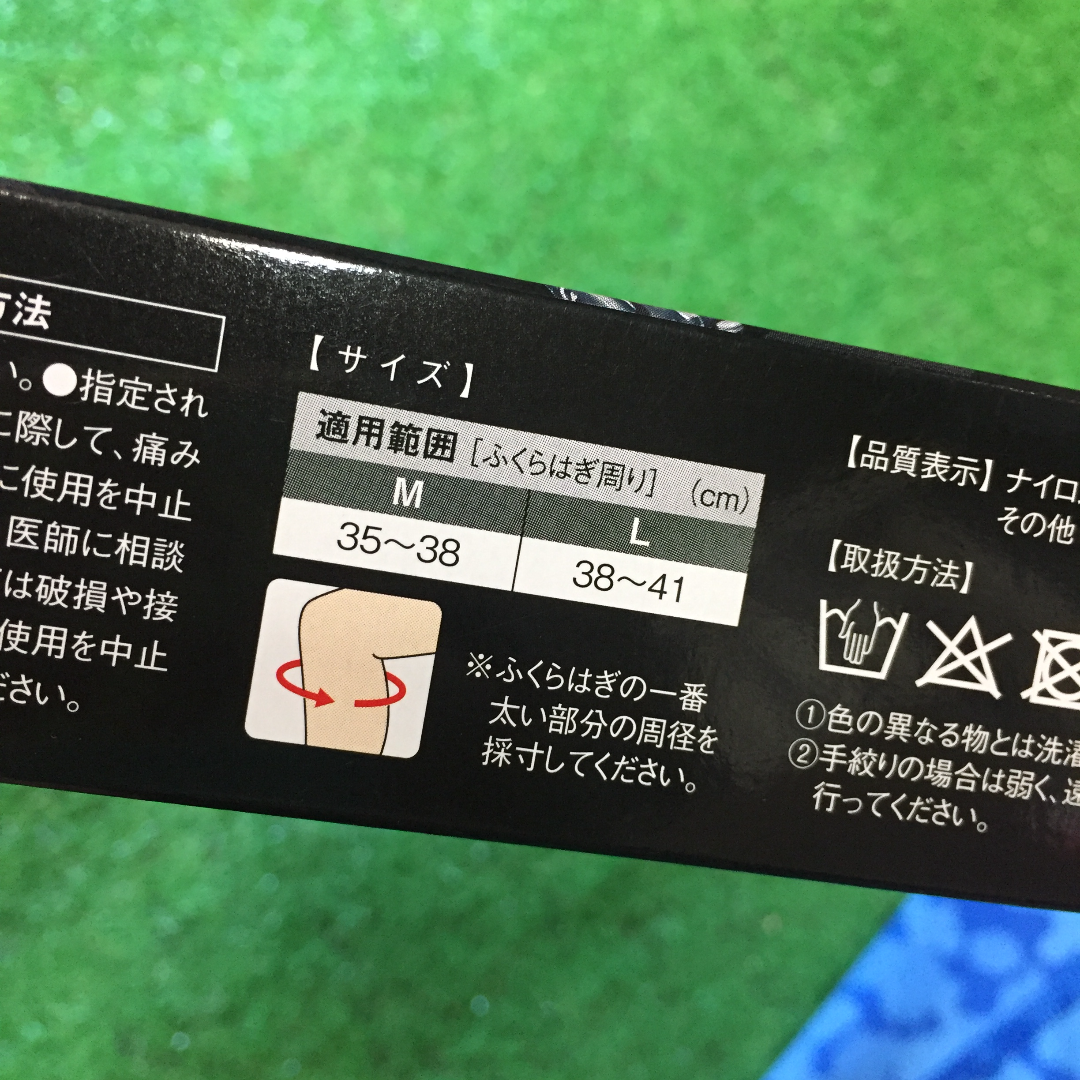 方法
い。●指定され
に際して、痛み
に使用を中止
医師に相談
は破損や接
使用を中止
ださい。
【サイズ】
適用範囲［ふくらはぎ周り］ (cm)
M L
35～38 38～41
※ふくらはぎの一番
太い部分の周径を
採寸してください。
【品質表示】ナイロ
その他
【取扱方法】
①色の異なる物とは洗濯
②手絞りの場合は弱く、遠
行ってください。